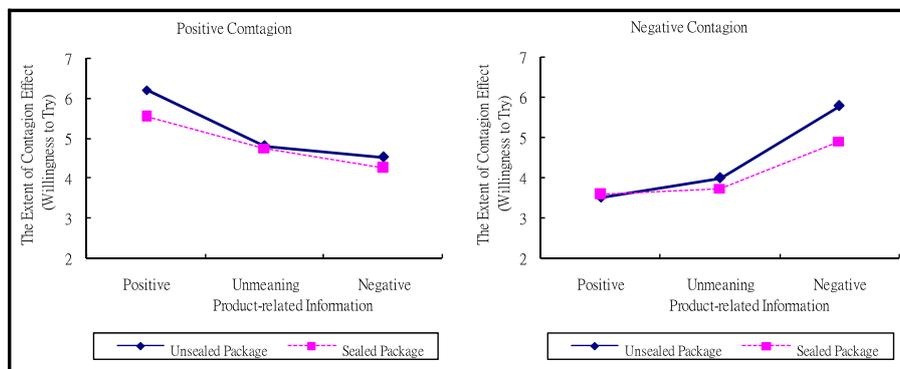 Positive Comtagion
The Extent of Contagion Effect
(Willingness to Try)
7
6
5
4
3
2
Positive Unmeaning Negative
Product-related Information
Unsealed Package Sealed Package
Negative Contagion
The Extent of Contagion Effect
(Willingness to Try)
7
6
5
4
3
2
Positive Unmeaning Negative
Product-related Information
Unsealed Package Sealed Package